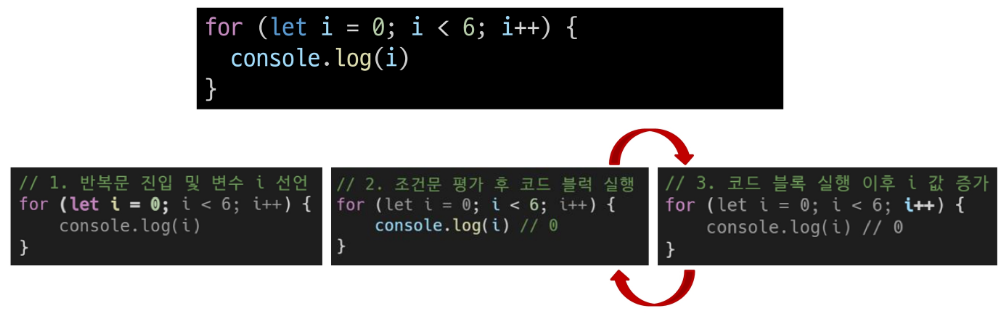 for (let i = 0; i < 6; i++) {
  console.log(i)
}
// 1. 반복문 진입 및 변수 i 선언
for (let i = 0; i < 6; i++) {
    console.log(i)
}
// 2. 조건문 평가 후 코드 블럭 실행
for (let i = 0; i < 6; i++) {
    console.log(i) // 0
}
// 3. 코드 블록 실행 이후 i 값 증가
for (let i = 0; i < 6; i++) {
    console.log(i) // 0
}